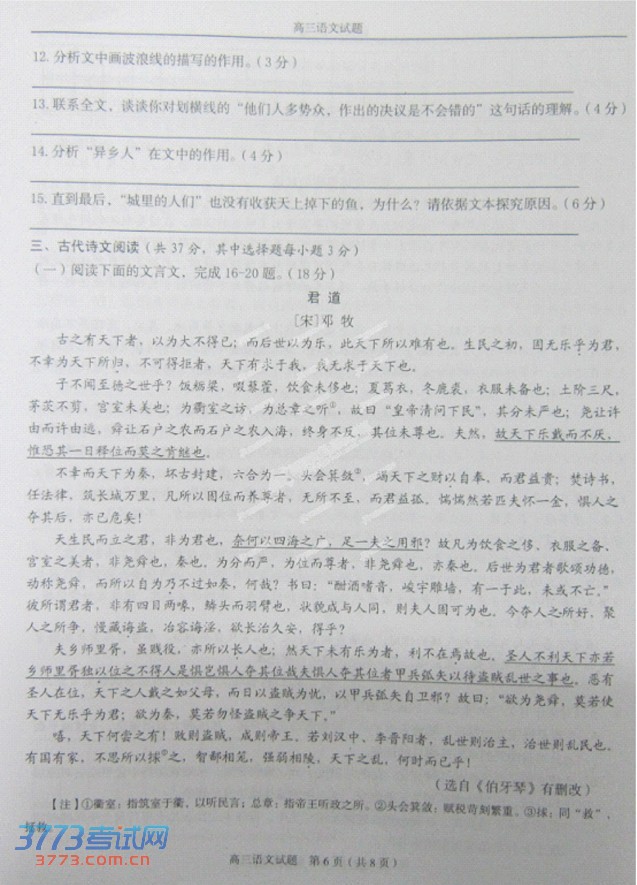 高三语文试题
12.分析文中画波浪线的描写的作用。(3分)
13.联系全文，谈谈你对划横线的“他们人多势众，作出的决议是不会错的”这句话的理解。(4分)
14.分析“异乡人”在文中的作用。(4分)
15.直到最后，“城里的人们”也没有收获天上掉下的鱼，为什么？请依据文本探究原因。(6分)
三、古代诗文阅读(共37分，其中选择题每小题3分)
(一)阅读下面的文言文，完成16-20题。(18分)
君道
[宋]邓 牧
古之有天下者，以为大不得已；而后世以为乐，此天下所以难有也。生民之初，固无乐乎为君，
不幸为天下所归，不可得拒者，天下有求于我，我无求于天下也。
子不闻至德之世乎？饭粝粱，啜藜藿，饮食未侈也；夏葛衣，冬鹿裘，衣服未备也；土阶三尺，
茅茨不剪，宫室未美也；为衢室之访，为总章之听①，故曰“皇帝清问下民”，其分未严也；尧让许
由而许由逃，舜让石户之农而石户之农入海，终身不反，其位未尊也。夫然，故天下乐戴而不厌，
惟恐其一日释位而莫之肯继也。
不幸而天下为秦，坏古封建，六合为一，头会箕敛②，竭天下之财以自奉，而君益贵；焚诗书，
任法律，筑长城万里，凡所以固位而养尊者，无所不至，而君益孤。惴惴然若匹夫怀一金，惧人之
夺其后，亦已危矣！
天生民而立之君，非为君也，奈何以四海之广，足一夫之用邪？故凡为饮食之侈、衣服之备、
宫室之美者，非尧舜也，秦也。为分而严，为位而尊者，非尧舜也，亦秦也。后世为君者歌颂功德，
动称尧舜，而所以自为乃不过如秦，何哉？书曰：“酣酒嗜音，峻宇雕墙，有一于此，未或不亡。”
彼所谓君者，非有四目两喙，鳞头而羽臂也，状貌咸与人同，则夫人固可为也。今夺人之所好，聚
人之所争，慢藏诲盗，冶容诲淫，欲长治久安，得乎？
夫乡师里胥，虽贱役，亦所以长人也；然天下未有乐为者，利不在焉故也。圣人不利天下亦若
乡师里胥独以位之不得人是惧岂惧人夺其位哉夫惧人夺其位者甲兵弧矢以待盗贼乱世之事也。恶有
圣人在位，天下之人戴之如父母，而日以盗贼为忧，以甲兵弧矢自卫邪？故曰：“欲为尧舜，莫若使
天下无乐乎为君；欲为秦，莫若勿怪盗贼之争天下。”
嘻，天下何尝之有！败则盗贼，成则帝王。若刘汉中，李晋阳者，乱世则治主，治世则乱民也。
有国有家，不思所以捄③之，智鄙相笼，强弱相陵，天下之乱，何时而已乎！
(选自《伯牙琴》有删改)
【注】①衢室：指筑室于衢，以听民言；总章：指帝王听政之所。②头会箕敛：赋税苛刻繁重。③捄：同“救”，
拯救。
3773考试网
3773.com.cn
高三语文试题 第6页(共8页)